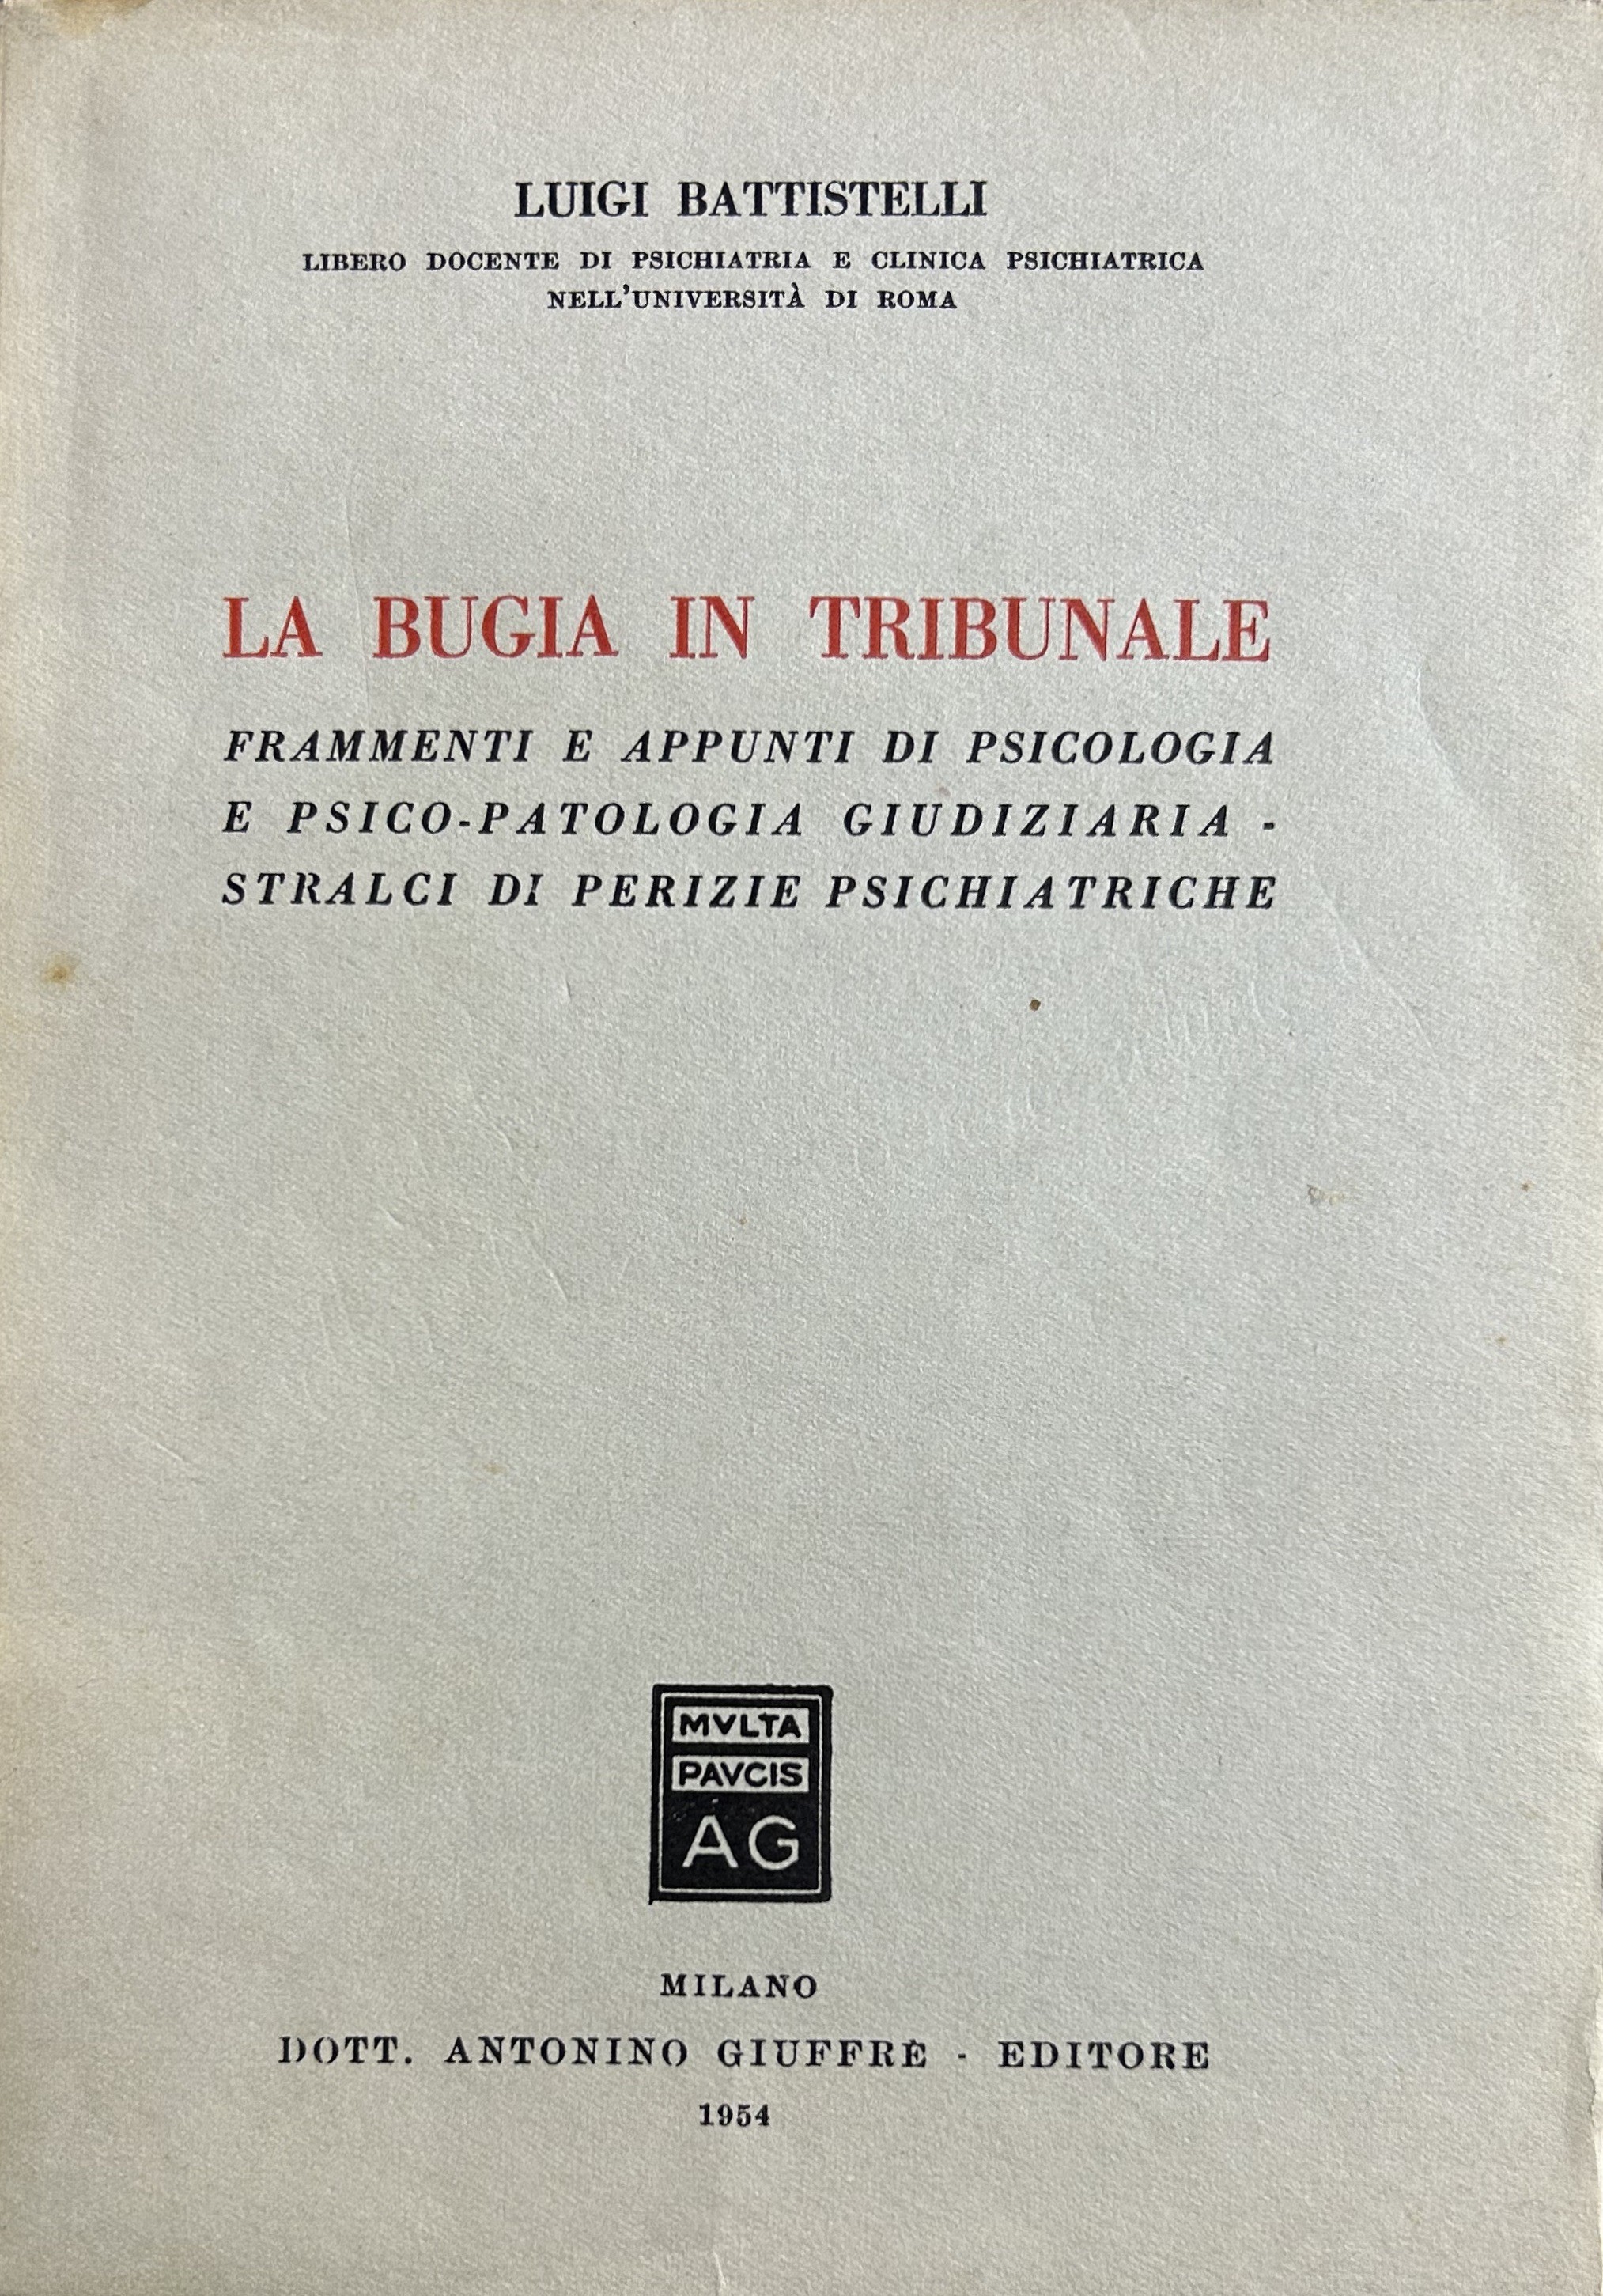 LUIGI BATTISTELLI
LIBERO DOCENTE DI PSICHIATRIA E CLINICA PSICHIATRICA
NELL'UNIVERSITÀ DI ROMA
LA BUGIA IN TRIBUNALE
FRAMMENTI E APPUNTI DI PSICOLOGIA
E PSICO-PATOLOGIA GIUDIZIARIA -
STRALCI DI PERIZIE PSICHIATRICHE
MVLTA
PAVCIS
AG
MILANO
DOTT. ANTONINO GIUFFRÈ - EDITORE
1954